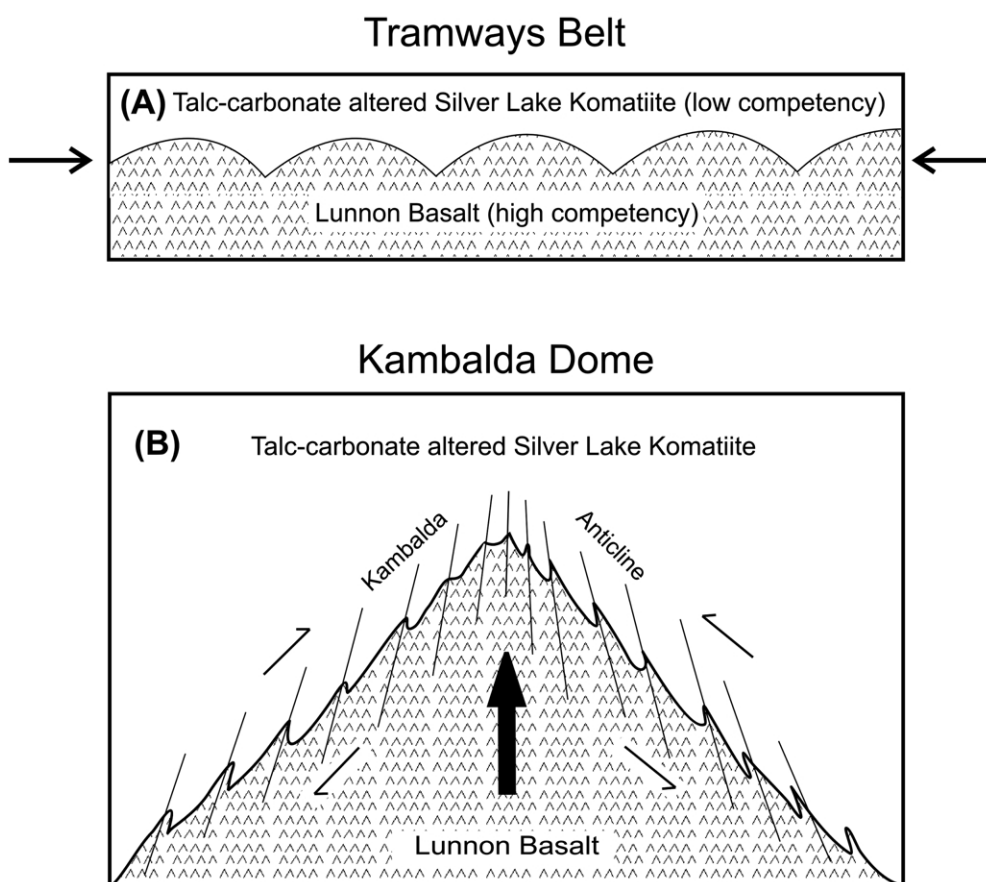 Tramways Belt
(A) Talc-carbonate altered Silver Lake Komatiite (low competency)
Lunnon Basalt (high competency)
Kambalda Dome
(B) Talc-carbonate altered Silver Lake Komatiite
Kambalda
Anticline
Lunnon Basalt